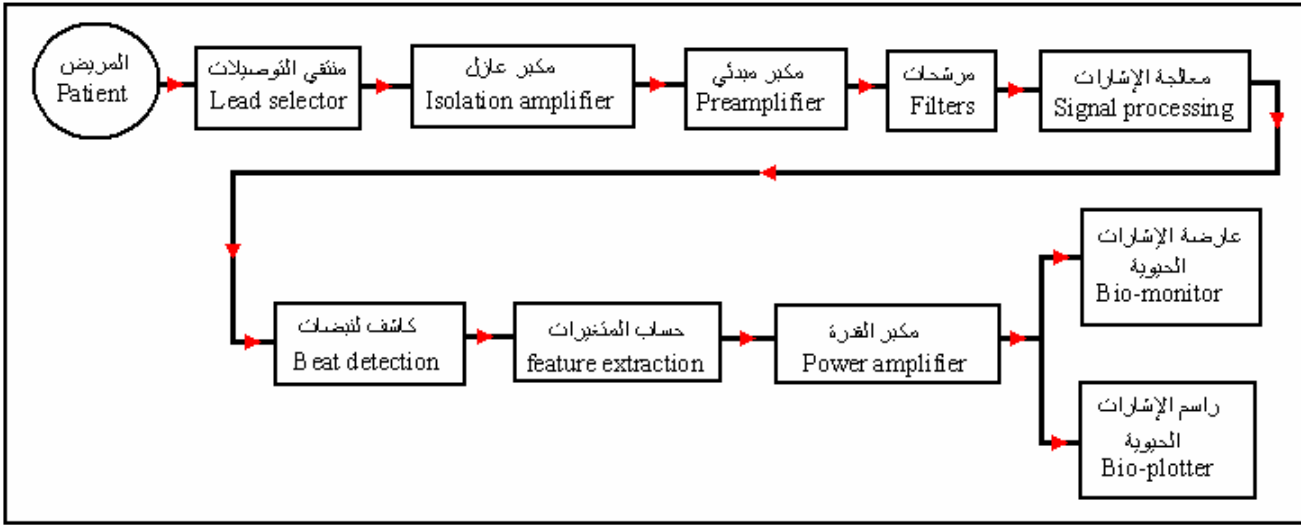 المريض
Patient
منتقي التوصيلات
Lead selector
مكبر عازل
Isolation amplifier
مكبر مبدئي
Preamplifier
مرشحات
Filters
معالجة الإشارات
Signal processing
كاشف لنبضات
Beat detection
حساب المتغيرات
feature extraction
مكبر القدرة
Power amplifier
عارضة الإشارات
الحيوية
Bio-monitor
راسم الإشارات
الحيوية
Bio-plotter